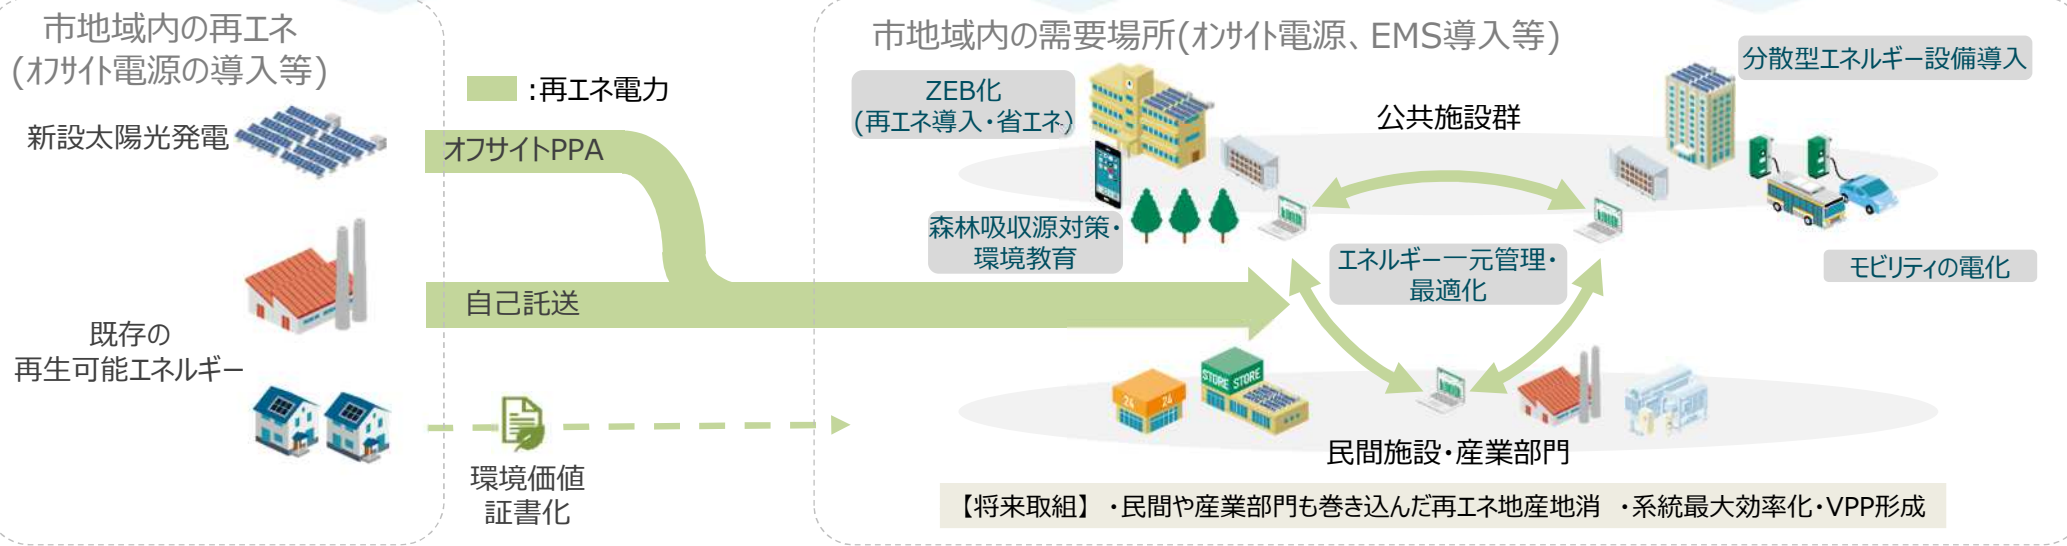 市地域内の再エネ
(ｵﾌｻｲﾄ電源の導入等)
新設太陽光発電
既存の
再生可能エネルギー
:再エネ電力
オフサイトPPA
自己託送
環境価値
証書化
市地域内の需要場所(ｵﾝｻｲﾄ電源、EMS導入等)
ZEB化
(再エネ導入・省エネ)
公共施設群
分散型エネルギー設備導入
森林吸収源対策・
環境教育
エネルギー一元管理・
最適化
モビリティの電化
STORE STORE
24 24
民間施設・産業部門
【将来取組】 ・民間や産業部門も巻き込んだ再エネ地産地消 ・系統最大効率化・VPP形成